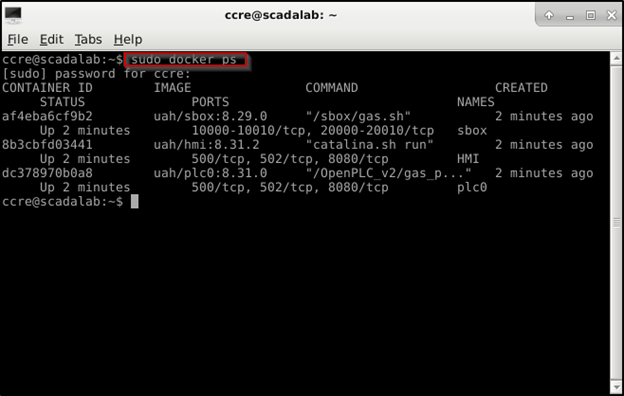 ccre@scadalab: ~
File Edit Tabs Help
ccre@scadalab:~$ sudo docker ps
[sudo] password for ccre:
CONTAINER ID        IMAGE               COMMAND                  CREATED
     STATUS              PORTS                              NAMES
af4eba6cf9b2        uah/sbox:8.29.0     "/sbox/gas.sh"           2 minutes ago
     Up 2 minutes        10000-10010/tcp, 20000-20010/tcp   sbox
8b3cbfd03441        uah/hmi:8.31.2      "catalina.sh run"        2 minutes ago
     Up 2 minutes        500/tcp, 502/tcp, 8080/tcp         HMI
dc378970b0a8        uah/plc0:8.31.0     "/OpenPLC_v2/gas_p..."   2 minutes ago
     Up 2 minutes        500/tcp, 502/tcp, 8080/tcp         plc0
ccre@scadalab:~$